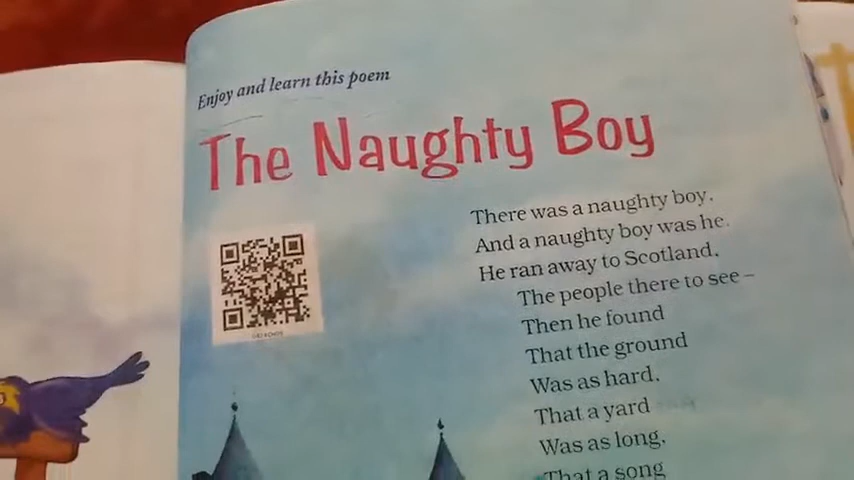 Enjoy and learn this poem
The Naughty Boy
There was a naughty boy,
And a naughty boy was he.
He ran away to Scotland,
The people there to see –
Then he found
That the ground
Was as hard,
That a yard
Was as long,
That a song